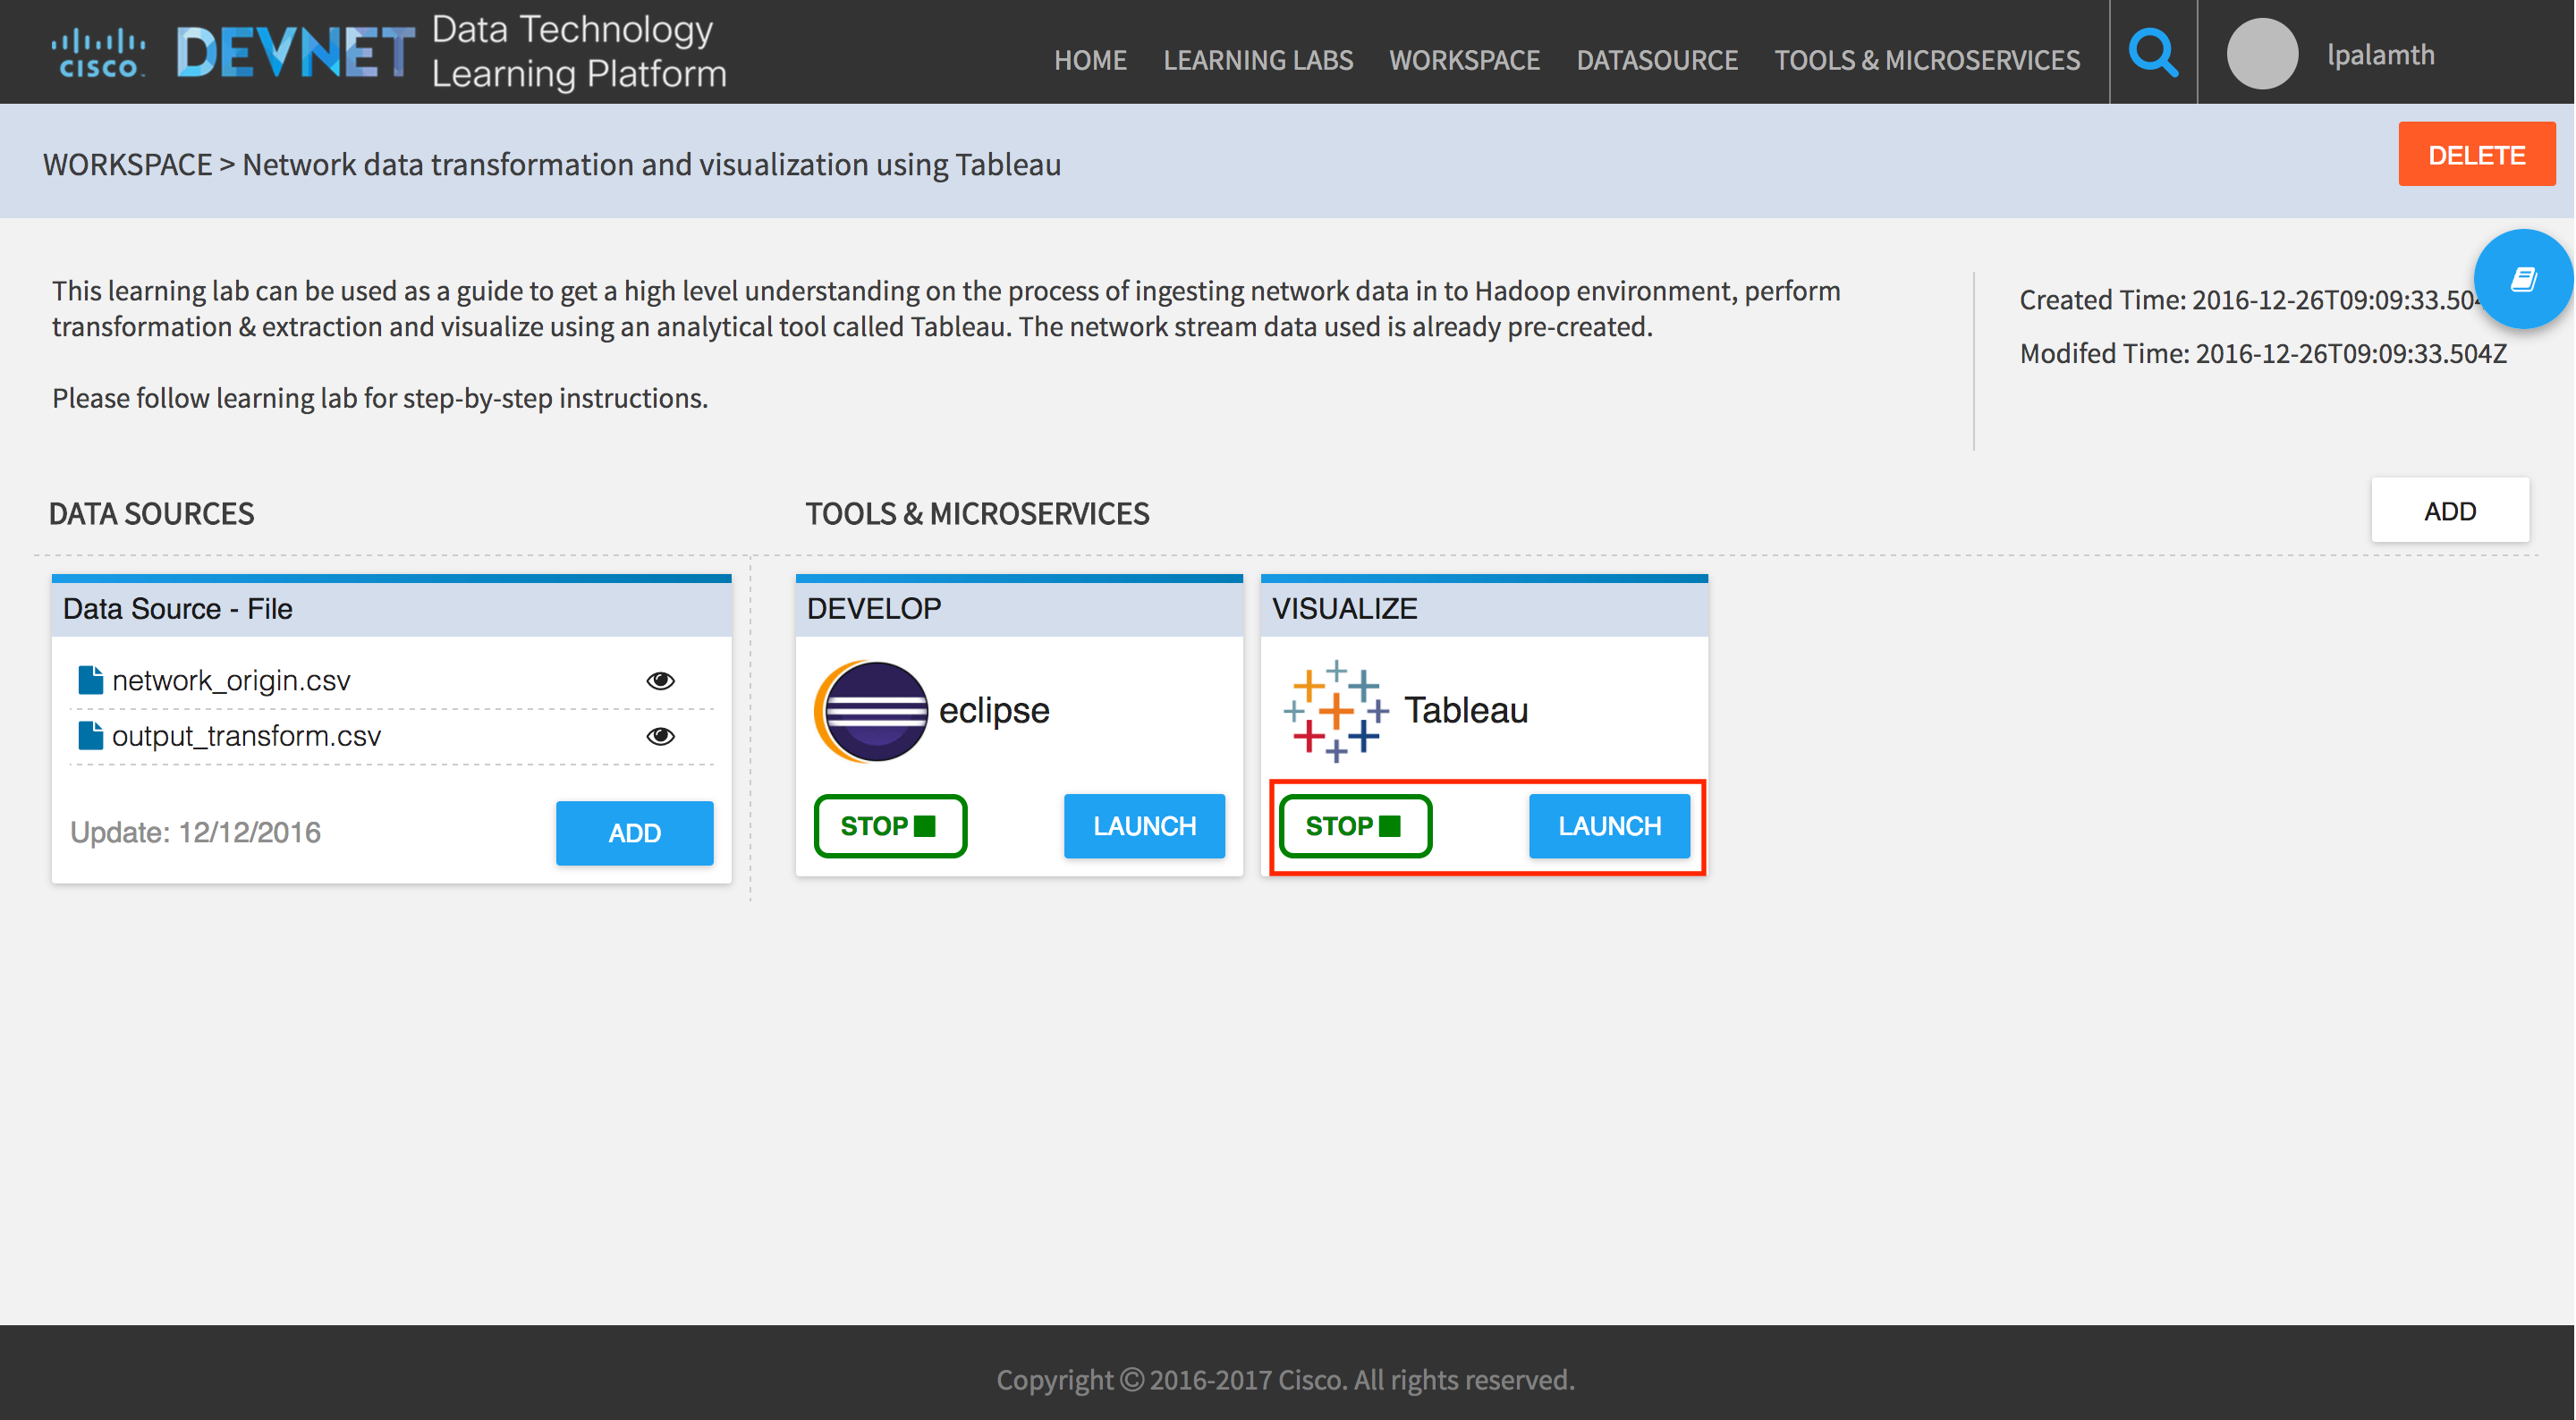 CISCO
DEVNET
Data Technology
Learning Platform
HOME
LEARNING LABS
WORKSPACE
DATASOURCE
TOOLS & MICROSERVICES
lpalamth
WORKSPACE > Network data transformation and visualization using Tableau
DELETE
This learning lab can be used as a guide to get a high level understanding on the process of ingesting network data in to Hadoop environment, perform
transformation & extraction and visualize using an analytical tool called Tableau. The network stream data used is already pre-created.
Please follow learning lab for step-by-step instructions.
Created Time: 2016-12-26T09:09:33.504
Modifed Time: 2016-12-26T09:09:33.504Z
DATA SOURCES
TOOLS & MICROSERVICES
ADD
Data Source - File
network_origin.csv
output_transform.csv
Update: 12/12/2016
ADD
DEVELOP
eclipse
STOP
LAUNCH
VISUALIZE
Tableau
STOP
LAUNCH
Copyright © 2016-2017 Cisco. All rights reserved.